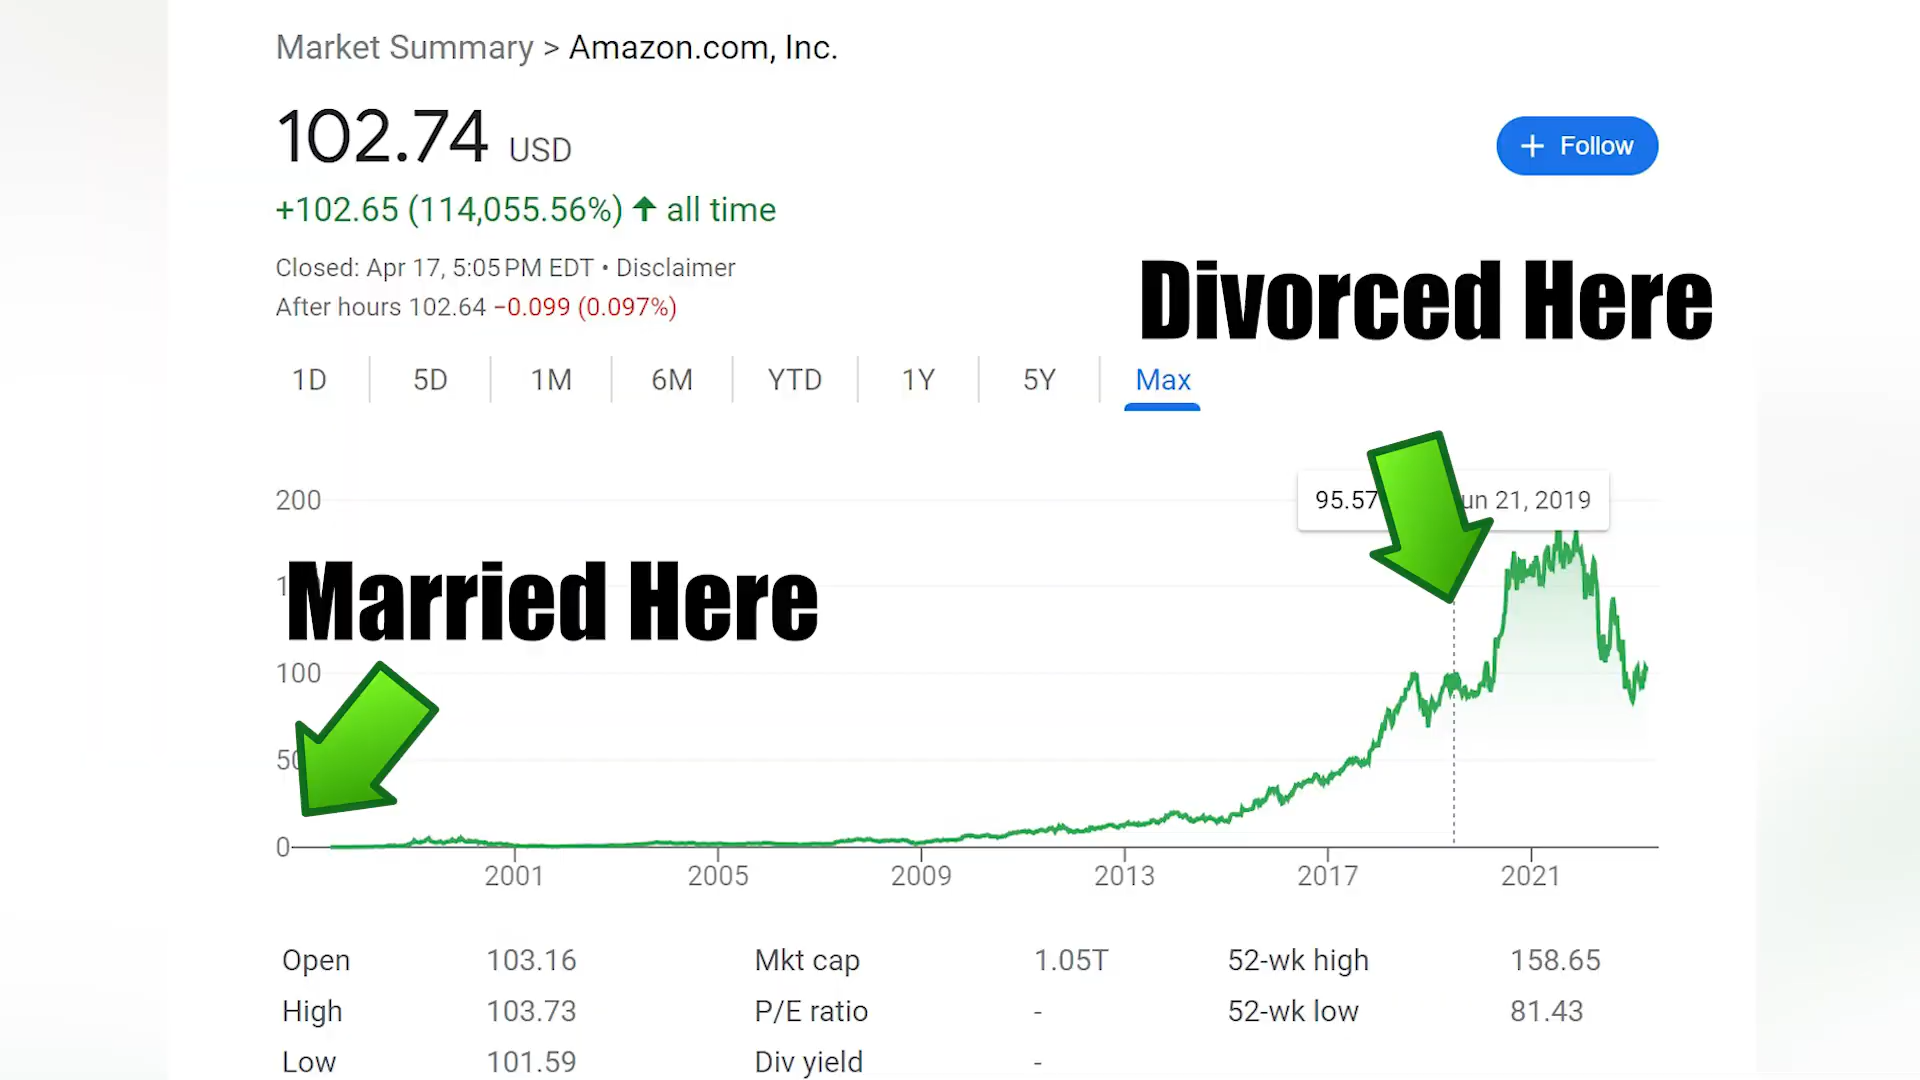 Market Summary > Amazon.com, Inc.
102.74 USD
+ Follow
+102.65 (114,055.56%) ↑ all time
Closed: Apr 17, 5:05 PM EDT • Disclaimer
After hours 102.64 −0.099 (0.097%)
Divorced Here
1D 5D 1M 6M YTD 1Y 5Y Max
95.57 un 21, 2019
200
Married Here
100
50
0
2001 2005 2009 2013 2017 2021
Open 103.16 Mkt cap 1.05T 52-wk high 158.65
High 103.73 P/E ratio - 52-wk low 81.43
Low 101.59 Div yield -